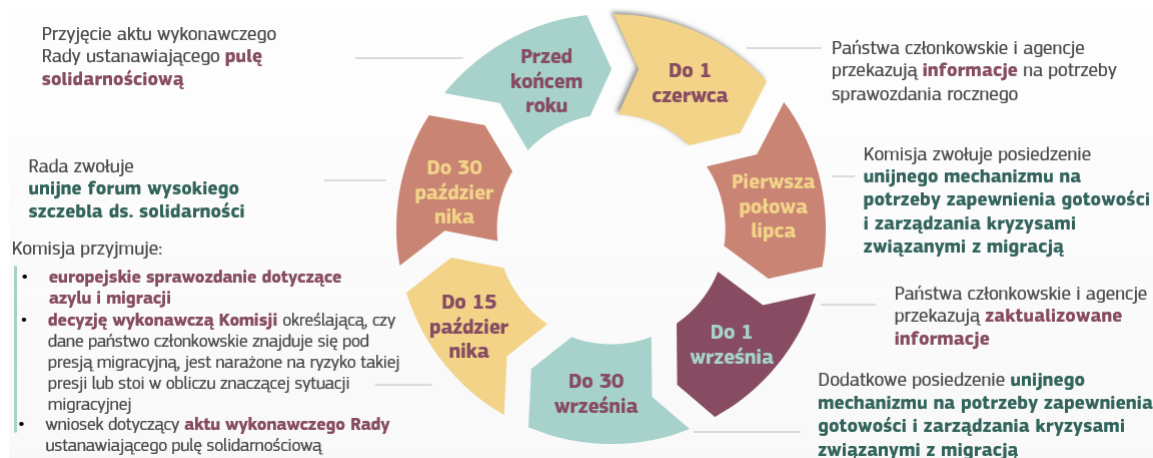 Do 1
czerwca
Państwa członkowskie i agencje
przekazują informacje na potrzeby
sprawozdania rocznego
Pierwsza
połowa
lipca
Komisja zwołuje posiedzenie
unijnego mechanizmu na
potrzeby zapewnienia gotowości
i zarządzania kryzysami
związanymi z migracją
Do 1
września
Państwa członkowskie i agencje
przekazują zaktualizowane
informacje
Do 30
września
Dodatkowe posiedzenie unijnego
mechanizmu na potrzeby zapewnienia
gotowości i zarządzania kryzysami
związanymi z migracją
Do 15
październ
nika
Komisja przyjmuje:
• europejskie sprawozdanie dotyczące
azylu i migracji
• decyzję wykonawczą Komisji określającą, czy
dane państwo członkowskie znajduje się pod
presją migracyjną, jest narażone na ryzyko takiej
presji lub stoi w obliczu znaczącej sytuacji
migracyjnej
• wniosek dotyczący aktu wykonawczego Rady
ustanawiającego pulę solidarnościową
Do 30
paździer
nika
Rada zwołuje
unijne forum wysokiego
szczebla ds. solidarności
Przed
końcem
roku
Przyjęcie aktu wykonawczego
Rady ustanawiającego pulę
solidarnościową